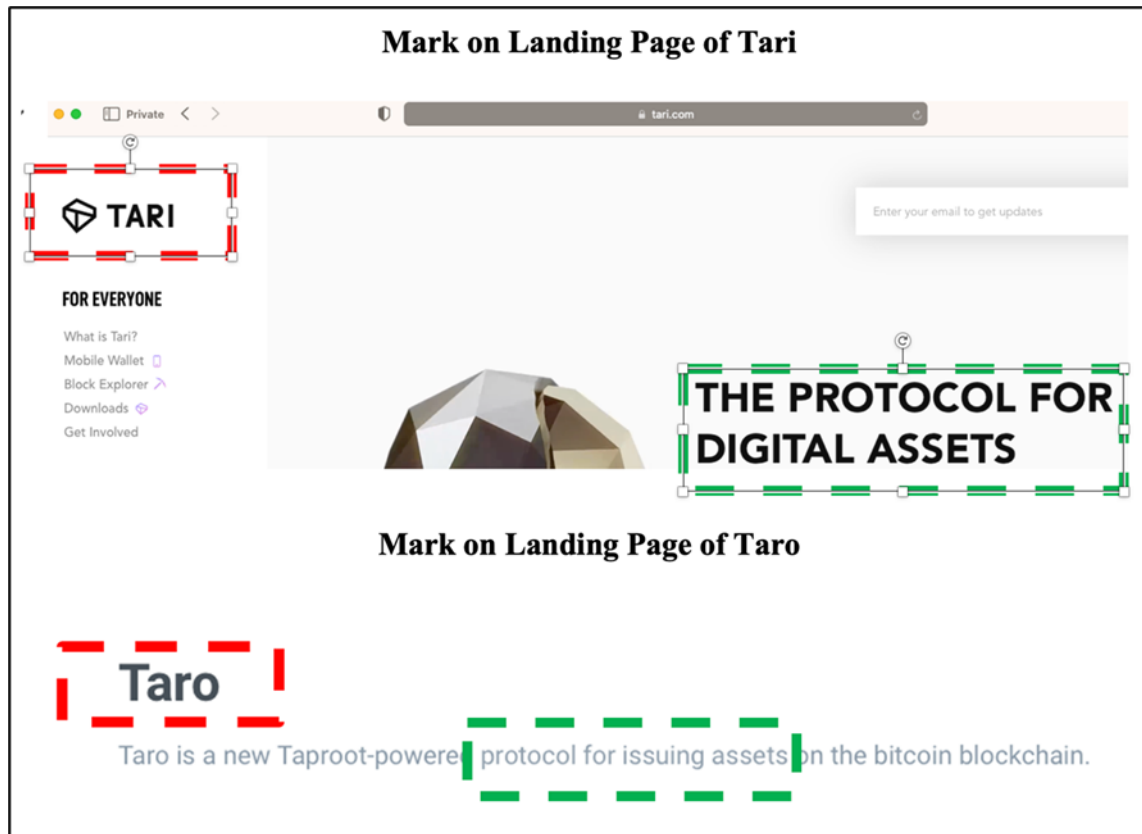 Mark on Landing Page of Tari
Private
tari.com
TARI
Enter your email to get updates
FOR EVERYONE
What is Tari?
Mobile Wallet
Block Explorer
Downloads
Get Involved
THE PROTOCOL FOR
DIGITAL ASSETS
Mark on Landing Page of Taro
Taro
Taro is a new Taproot-powered protocol for issuing assets on the bitcoin blockchain.